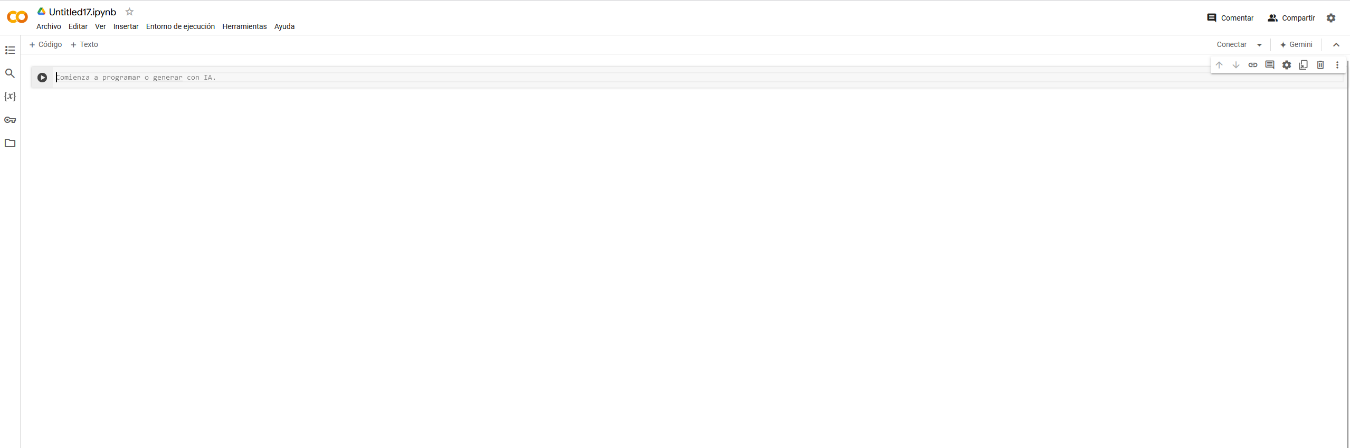 Untitled17.ipynb
Archivo Editar Ver Insertar Entorno de ejecución Herramientas Ayuda
Comentar Compartir
+ Código + Texto
Conectar Gemini
Comienza a programar o generar con IA.
{x}